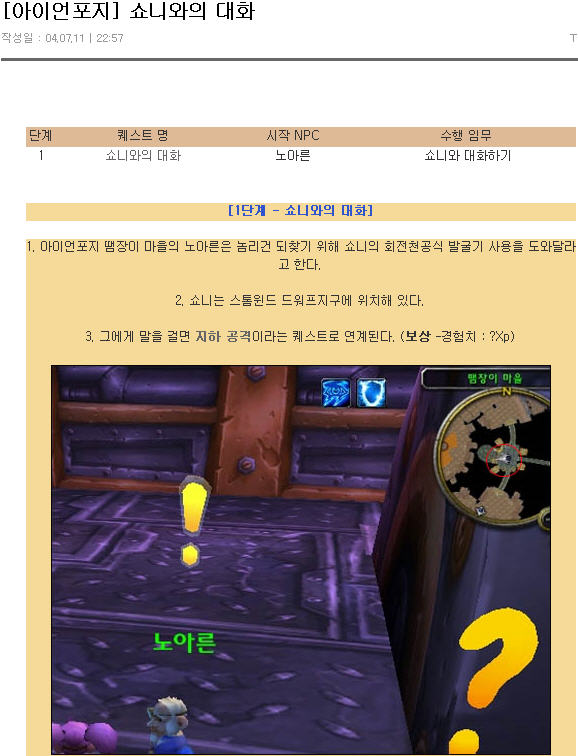 [아이언포지] 쇼니와의 대화
작성일 : 04.07.11 | 22:57
T
단계 퀘스트 명 시작 NPC 수행 임무
1 쇼니와의 대화 노아른 쇼니와 대화하기
[1단계 - 쇼니와의 대화]
1. 아이언포지 땜장이 마을의 노아른은 놈리건 되찾기 위해 쇼니의 회전천공식 발굴기 사용을 도와달라
고 한다.
2. 쇼니는 스톰윈드 드워프지구에 위치해 있다.
3. 그에게 말을 걸면 지하 공격이라는 퀘스트로 연계된다. (보상 -경험치 : ?Xp)
땜장이 마을
N
노아른